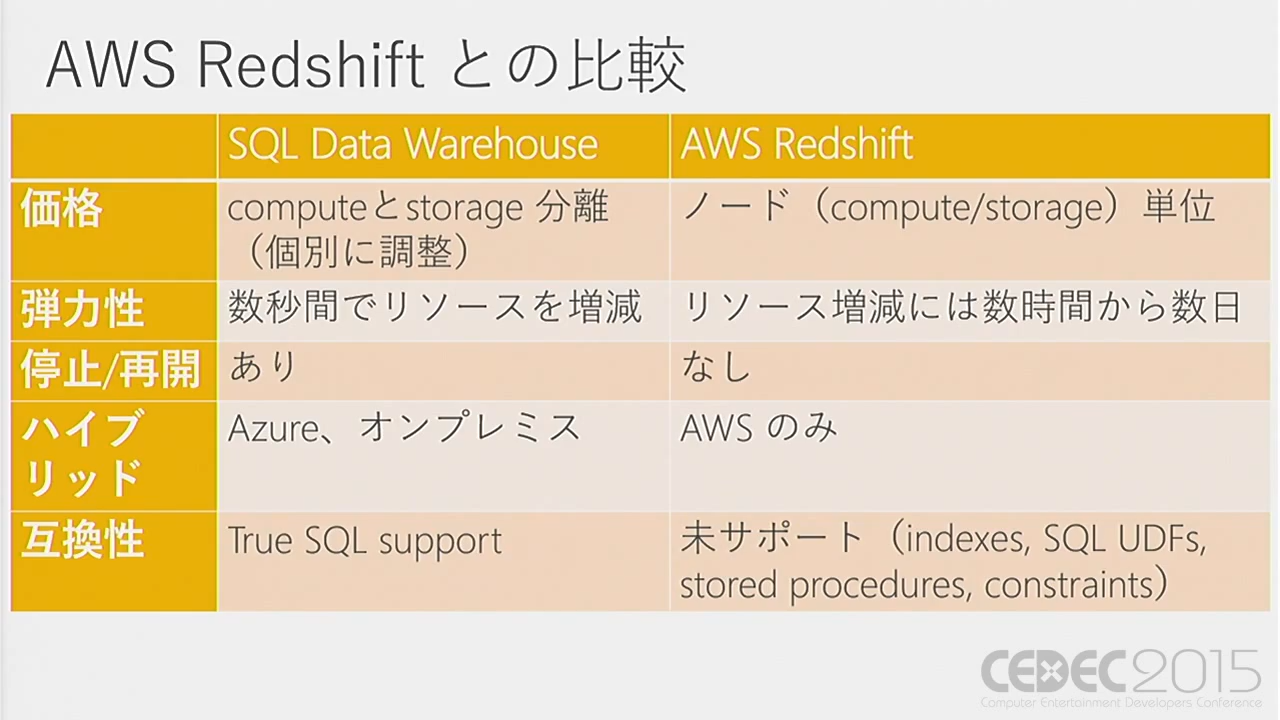 AWS Redshift との比較
SQL Data Warehouse
AWS Redshift
価格
computeとstorage 分離
（個別に調整）
ノード（compute/storage）単位
弾力性
数秒間でリソースを増減
リソース増減には数時間から数日
停止/再開
あり
なし
ハイブ
リッド
Azure、オンプレミス
AWS のみ
互換性
True SQL support
未サポート（indexes, SQL UDFs,
stored procedures, constraints）
CEDEC2015
Computer Entertainment Developers Conference